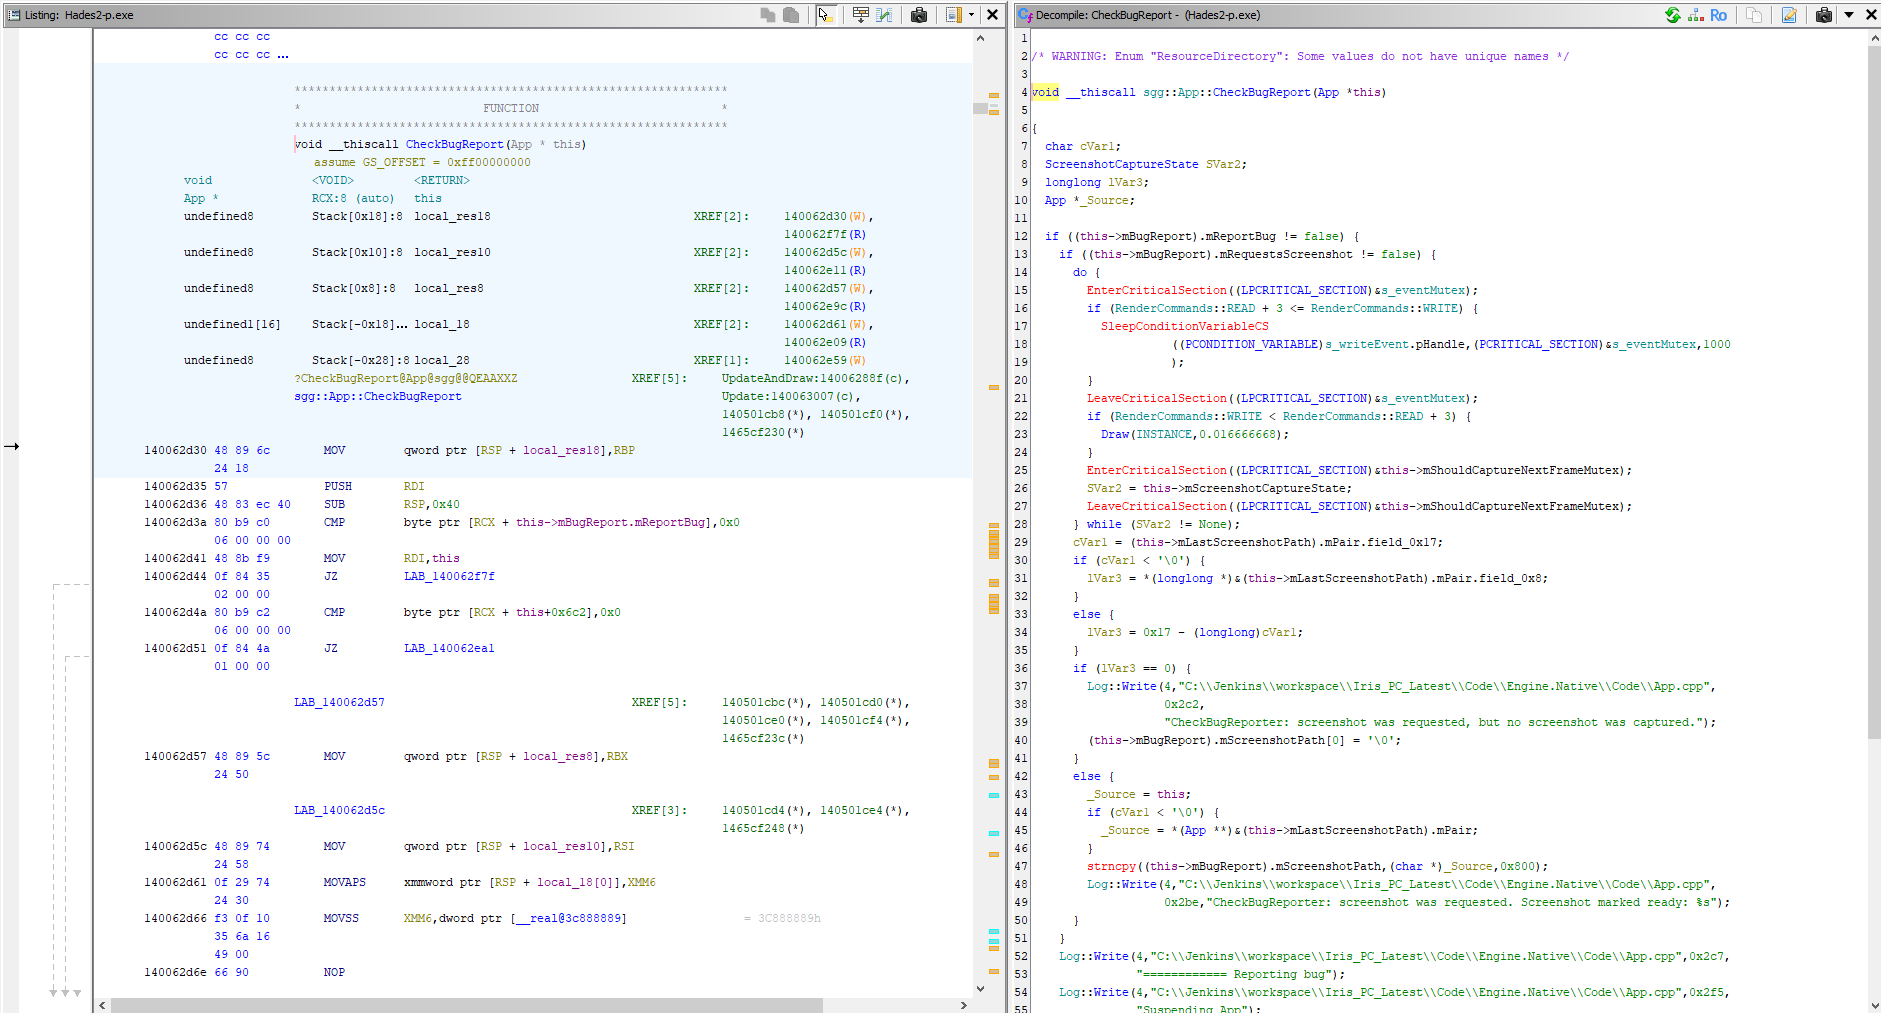 Listing: Hades2-p.exe
cc cc cc
cc cc cc ...
**************************************************************
* FUNCTION *
**************************************************************
void __thiscall CheckBugReport(App * this)
assume GS_OFFSET = 0xff00000000
void <VOID> <RETURN>
App * RCX:8 (auto) this
undefined8 Stack[0x18]:8 local_res18 XREF[2]: 140062d30(W),
140062f7f(R)
undefined8 Stack[0x10]:8 local_res10 XREF[2]: 140062d5c(W),
140062e11(R)
undefined8 Stack[0x8]:8 local_res8 XREF[2]: 140062d57(W),
140062e9c(R)
undefined1[16] Stack[-0x18]... local_18 XREF[2]: 140062d61(W),
140062e09(R)
undefined8 Stack[-0x28]:8 local_28 XREF[1]: 140062e59(W)
?CheckBugReport@App@sgg@@QEAAXXZ XREF[5]: UpdateAndDraw:14006288f(c),
sgg::App::CheckBugReport Update:140063007(c),
140501cb8(*), 140501cf0(*),
1465cf230(*)
140062d30 48 89 6c MOV qword ptr [RSP + local_res18],RBP
24 18
140062d35 57 PUSH RDI
140062d36 48 83 ec 40 SUB RSP,0x40
140062d3a 80 b9 c0 CMP byte ptr [RCX + this->mBugReport.mReportBug],0x0
06 00 00 00
140062d41 48 8b f9 MOV RDI,this
140062d44 0f 84 35 JZ LAB_140062f7f
02 00 00
140062d4a 80 b9 c2 CMP byte ptr [RCX + this+0x6c2],0x0
06 00 00 00
140062d51 0f 84 4a JZ LAB_140062ea1
01 00 00
LAB_140062d57 XREF[5]: 140501cbc(*), 140501cd0(*),
140501ce0(*), 140501cf4(*),
1465cf23c(*)
140062d57 48 89 5c MOV qword ptr [RSP + local_res8],RBX
24 50
LAB_140062d5c XREF[3]: 140501cd4(*), 140501ce4(*),
1465cf248(*)
140062d5c 48 89 74 MOV qword ptr [RSP + local_res10],RSI
24 58
140062d61 0f 29 74 MOVAPS xmmword ptr [RSP + local_18[0]],XMM6
24 30
140062d66 f3 0f 10 MOVSS XMM6,dword ptr [__real@3c888889] = 3C888889h
35 6a 16
49 00
140062d6e 66 90 NOP
Decompile: CheckBugReport - (Hades2-p.exe)
Ro
1
2 /* WARNING: Enum "ResourceDirectory": Some values do not have unique names */
3
4 void __thiscall sgg::App::CheckBugReport(App *this)
5
6 {
7 char cVar1;
8 ScreenshotCaptureState SVar2;
9 longlong lVar3;
10 App *_Source;
11
12 if ((this->mBugReport).mReportBug != false) {
13 if ((this->mBugReport).mRequestsScreenshot != false) {
14 do {
15 EnterCriticalSection((LPCRITICAL_SECTION)&s_eventMutex);
16 if (RenderCommands::READ + 3 <= RenderCommands::WRITE) {
17 SleepConditionVariableCS
18 ((PCONDITION_VARIABLE)s_writeEvent.pHandle,(PCRITICAL_SECTION)&s_eventMutex,1000
19 );
20 }
21 LeaveCriticalSection((LPCRITICAL_SECTION)&s_eventMutex);
22 if (RenderCommands::WRITE < RenderCommands::READ + 3) {
23 Draw(INSTANCE,0.016666668);
24 }
25 EnterCriticalSection((LPCRITICAL_SECTION)&this->mShouldCaptureNextFrameMutex);
26 SVar2 = this->mScreenshotCaptureState;
27 LeaveCriticalSection((LPCRITICAL_SECTION)&this->mShouldCaptureNextFrameMutex);
28 } while (SVar2 != None);
29 cVar1 = (this->mLastScreenshotPath).mPair.field_0x17;
30 if (cVar1 < '\0') {
31 lVar3 = *(longlong *)&(this->mLastScreenshotPath).mPair.field_0x8;
32 }
33 else {
34 lVar3 = 0x17 - (longlong)cVar1;
35 }
36 if (lVar3 == 0) {
37 Log::Write(4,"C:\\Jenkins\\workspace\\Iris_PC_Latest\\Code\\Engine.Native\\Code\\App.cpp",
38 0x2c2,
39 "CheckBugReporter: screenshot was requested, but no screenshot was captured.");
40 (this->mBugReport).mScreenshotPath[0] = '\0';
41 }
42 else {
43 _Source = this;
44 if (cVar1 < '\0') {
45 _Source = *(App **)&(this->mLastScreenshotPath).mPair;
46 }
47 strncpy((this->mBugReport).mScreenshotPath,(char *)_Source,0x800);
48 Log::Write(4,"C:\\Jenkins\\workspace\\Iris_PC_Latest\\Code\\Engine.Native\\Code\\App.cpp",
49 0x2be,"CheckBugReporter: screenshot was requested. Screenshot marked ready: %s");
50 }
51 }
52 Log::Write(4,"C:\\Jenkins\\workspace\\Iris_PC_Latest\\Code\\Engine.Native\\Code\\App.cpp",0x2c7,
53 "============ Reporting bug");
54 Log::Write(4,"C:\\Jenkins\\workspace\\Iris_PC_Latest\\Code\\Engine.Native\\Code\\App.cpp",0x2f5,
55 "Suspending App");